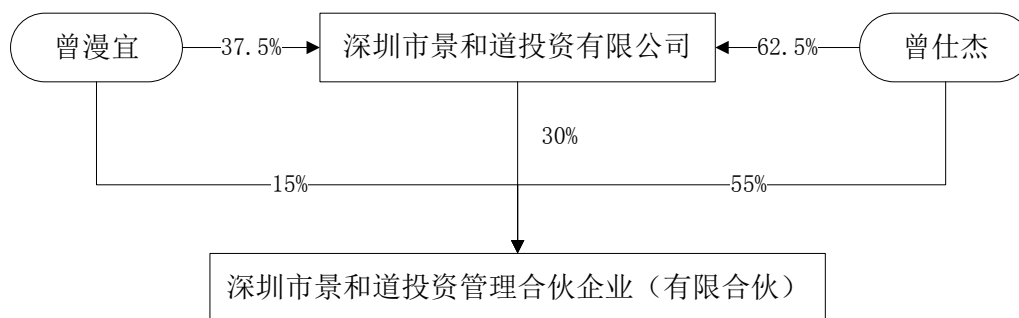 曾漫宜
37.5%
深圳市景和道投资有限公司
62.5%
曾仕杰
30%
15%
55%
深圳市景和道投资管理合伙企业（有限合伙）